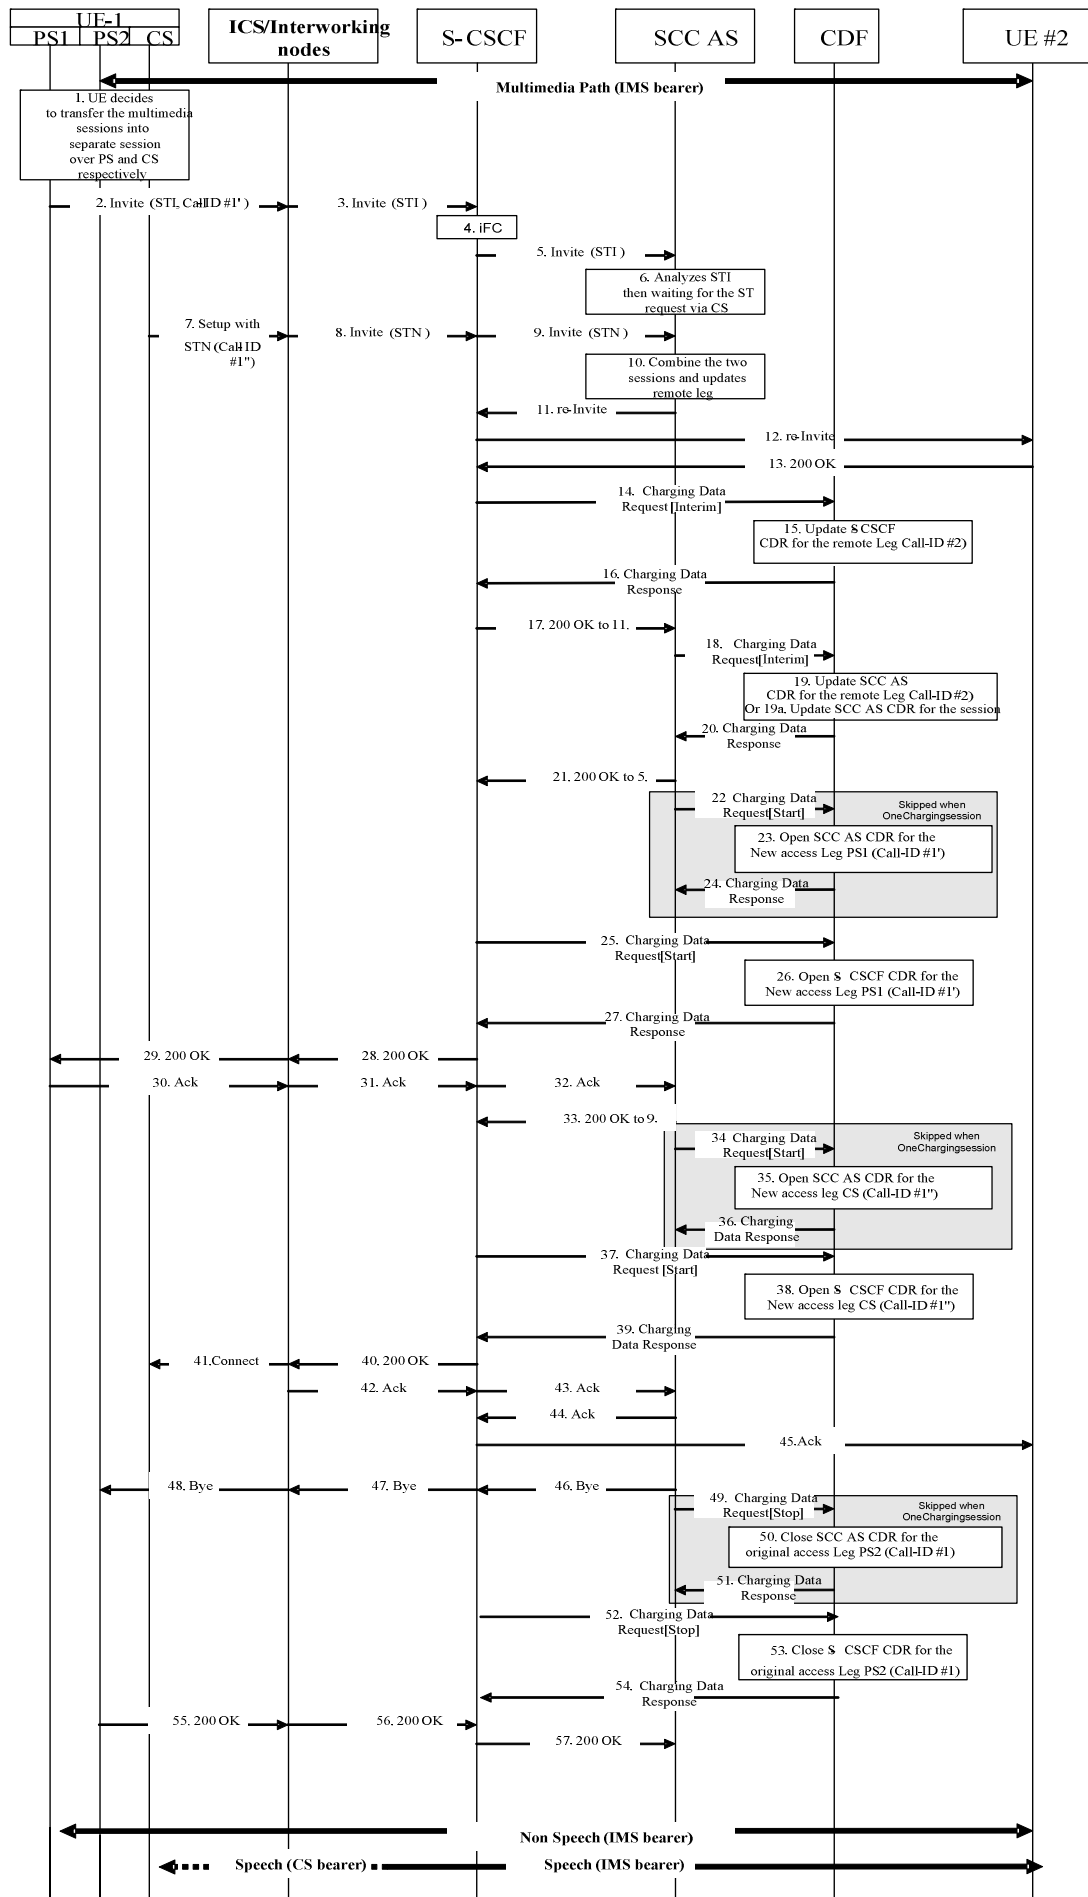 UE-1
PS1 PS2 CS
ICS/Interworking
nodes
S-CSCF
SCC AS
CDF
UE #2
Multimedia Path (IMS bearer)
1. UE decides
to transfer the multimedia
sessions into
separate session
over PS and CS
respectively
2. Invite (STI, Call-ID #1')
3. Invite (STI)
4. iFC
5. Invite (STI)
6. Analyzes STI
then waiting for the ST
request via CS
7. Setup with
STN (Call-ID
#1'')
8. Invite (STN)
9. Invite (STN)
10. Combine the two
sessions and updates
remote leg
11. re-Invite
12. re-Invite
13. 200 OK
14. Charging Data
Request[Interim]
15. Update S-CSCF
CDR for the remote Leg Call-ID #2)
16. Charging Data
Response
17. 200 OK to 11.
18. Charging Data
Request[Interim]
19. Update SCC AS
CDR for the remote Leg Call-ID #2)
Or 19a. Update SCC AS CDR for the session
20. Charging Data
Response
21. 200 OK to 5.
22 Charging Data
Request[Start]
Skipped when
OneChargingsession
23. Open SCC AS CDR for the
New access Leg PS1 (Call-ID #1')
24. Charging Data
Response
25. Charging Data
Request[Start]
26. Open S- CSCF CDR for the
New access Leg PS1 (Call-ID #1')
27. Charging Data
Response
28. 200 OK
29. 200 OK
30. Ack
31. Ack
32. Ack
33. 200 OK to 9.
34 Charging Data
Request[Start]
Skipped when
OneChargingsession
35. Open SCC AS CDR for the
New access leg CS (Call-ID #1'')
36. Charging
Data Response
37. Charging Data
Request [Start]
38. Open S- CSCF CDR for the
New access leg CS (Call-ID #1'')
39. Charging
Data Response
40. 200 OK
41.Connect
42. Ack
43. Ack
44. Ack
45.Ack
46. Bye
47. Bye
48. Bye
49. Charging Data
Request[Stop]
Skipped when
OneChargingsession
50. Close SCC AS CDR for the
original access Leg PS2 (Call-ID #1)
51. Charging Data
Response
52. Charging Data
Request[Stop]
53. Close S- CSCF CDR for the
original access Leg PS2 (Call-ID #1)
54. Charging Data
Response
55. 200 OK
56. 200 OK
57. 200 OK
Non Speech (IMS bearer)
Speech (CS bearer)
Speech (IMS bearer)